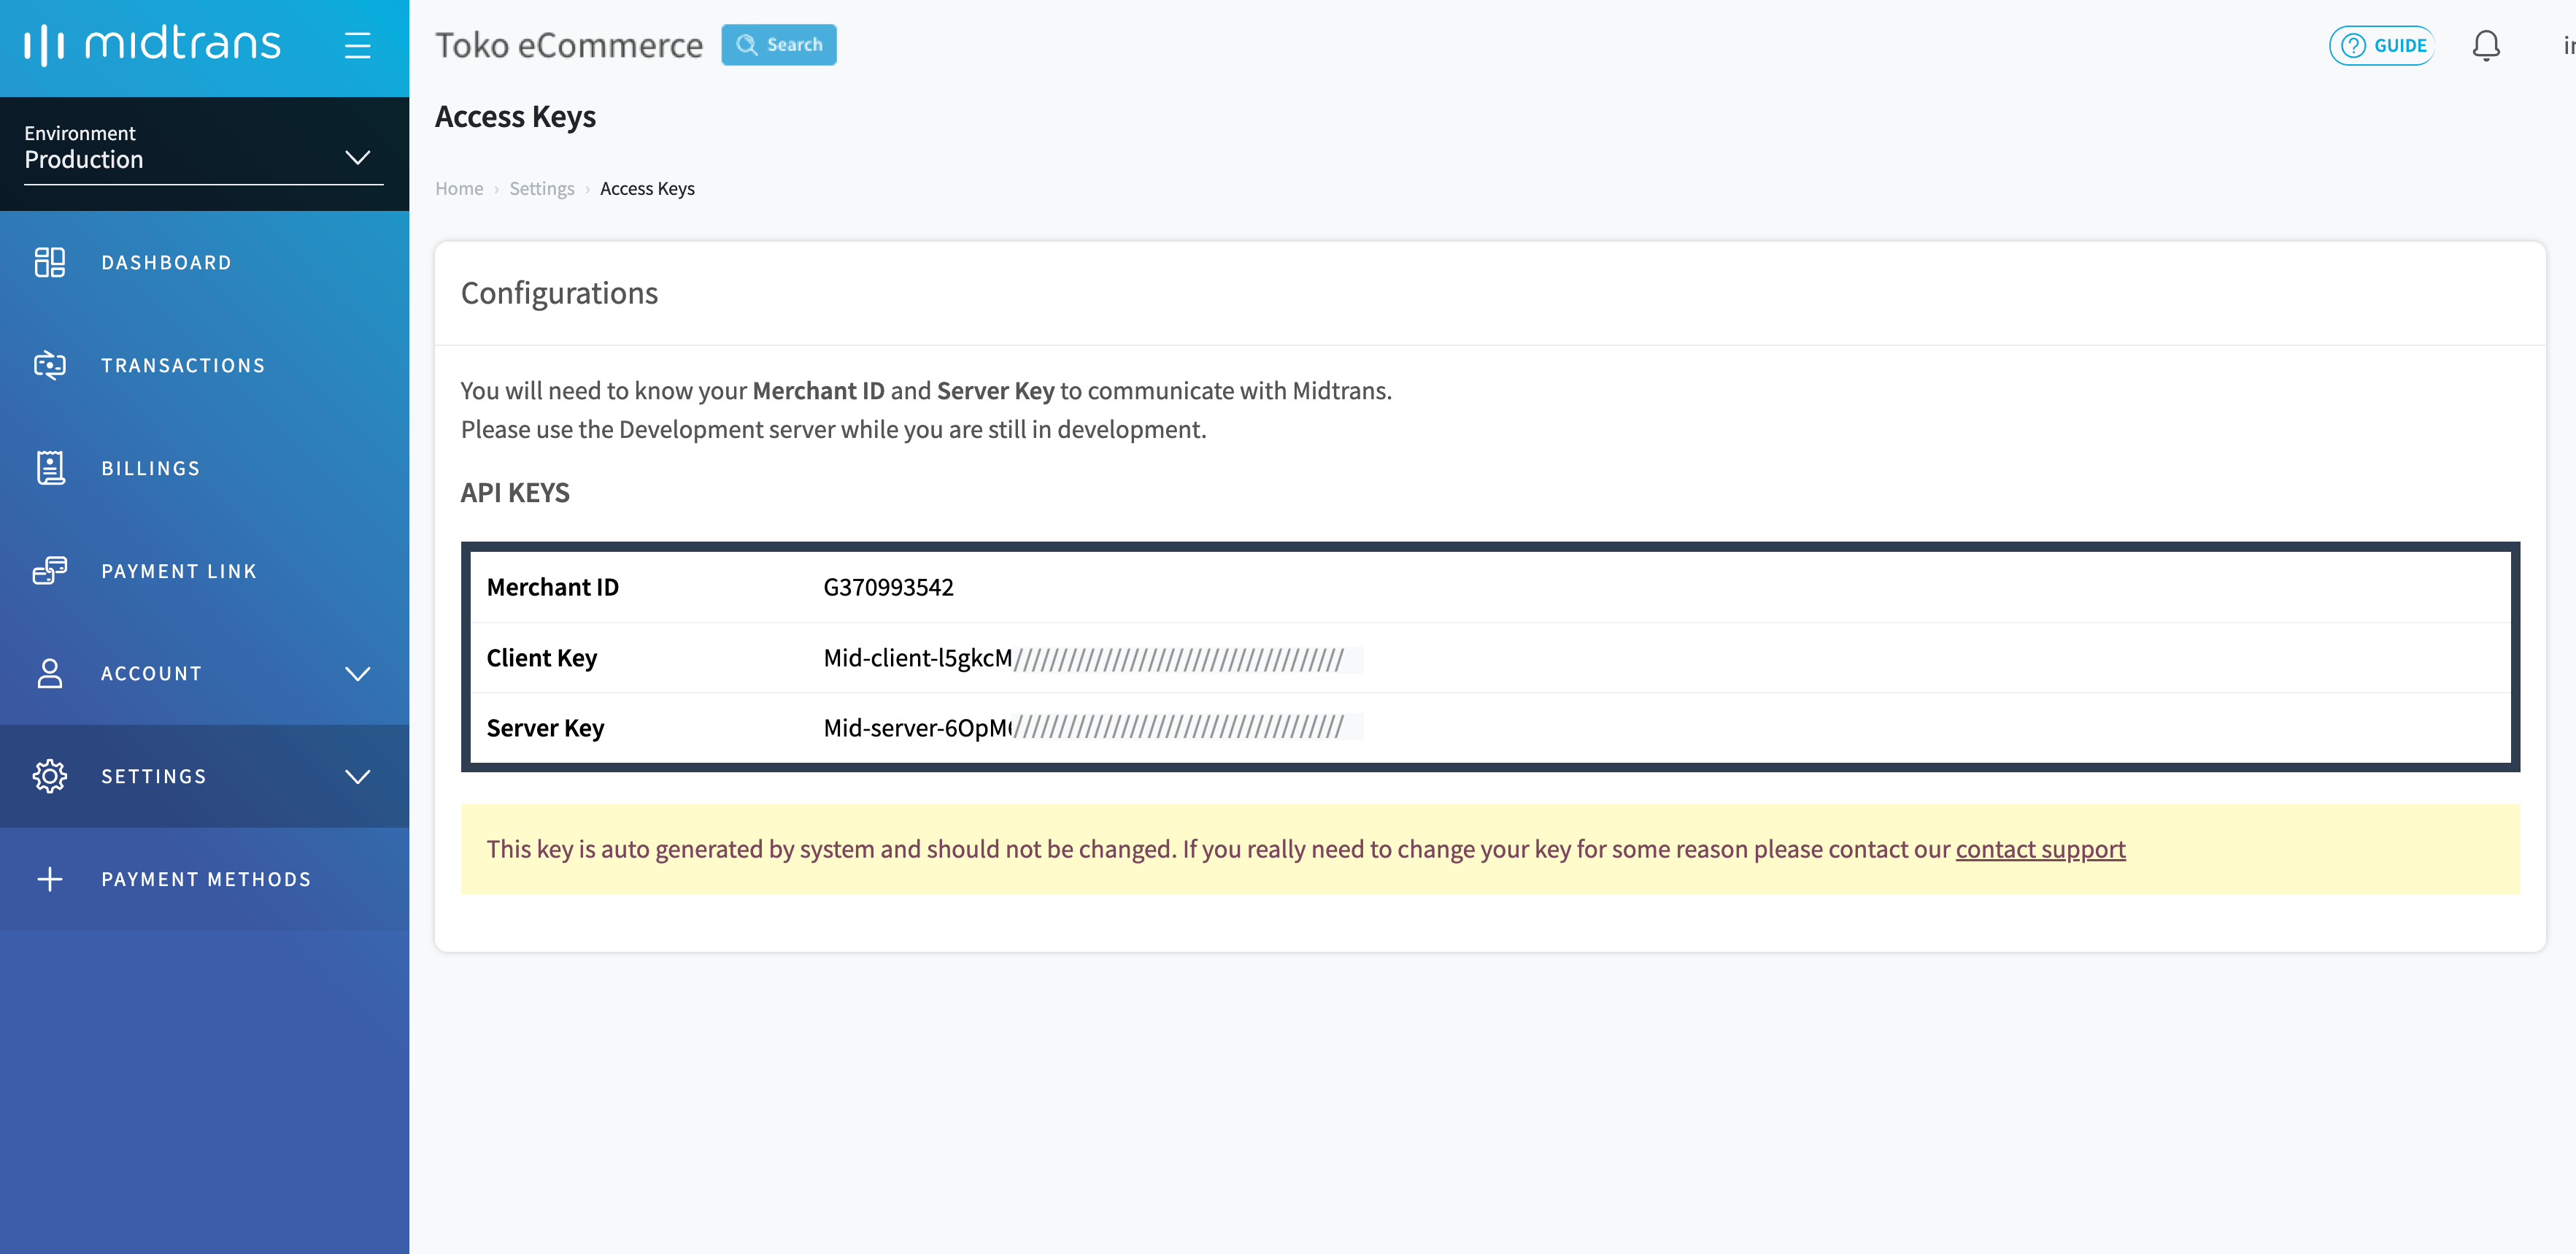 midtrans
Toko eCommerce
Search
GUIDE
Environment
Production
Access Keys
Home › Settings › Access Keys
DASHBOARD
TRANSACTIONS
BILLINGS
PAYMENT LINK
ACCOUNT
SETTINGS
PAYMENT METHODS
Configurations
You will need to know your Merchant ID and Server Key to communicate with Midtrans.
Please use the Development server while you are still in development.
API KEYS
Merchant ID G370993542
Client Key Mid-client-l5gkcM
Server Key Mid-server-6OpM
This key is auto generated by system and should not be changed. If you really need to change your key for some reason please contact our contact support